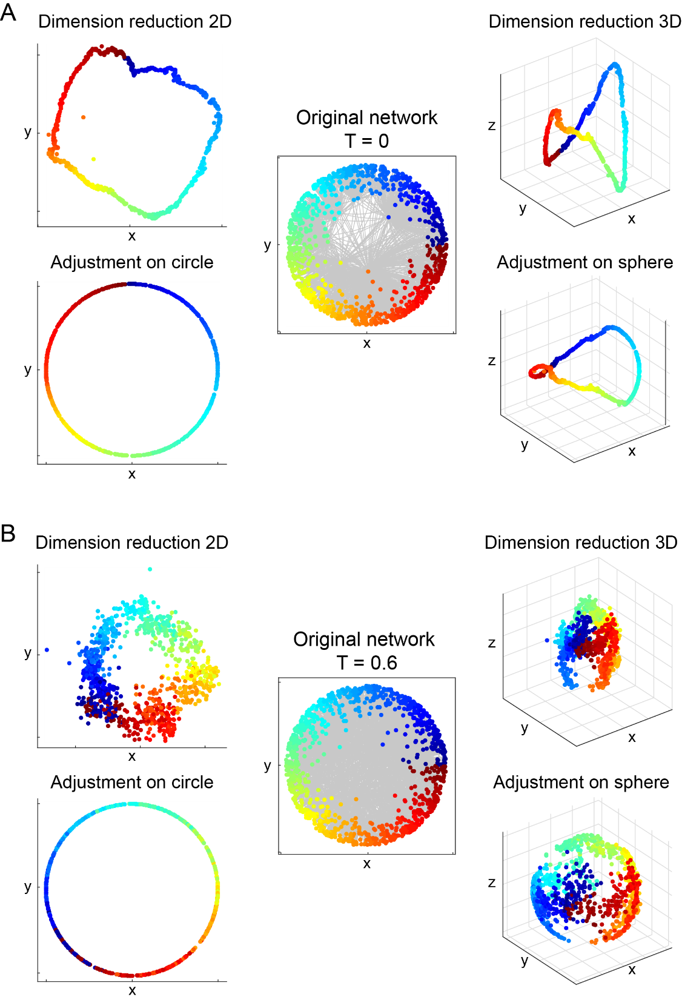 A
Dimension reduction 2D
y
x
Adjustment on circle
y
x
Original network
T = 0
y
x
Dimension reduction 3D
z
y
x
Adjustment on sphere
z
y
x
B
Dimension reduction 2D
y
x
Adjustment on circle
y
x
Original network
T = 0.6
y
x
Dimension reduction 3D
z
y
x
Adjustment on sphere
z
y
x